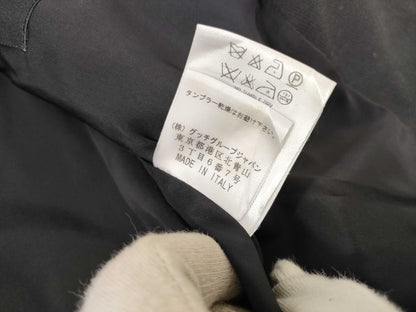 P
タンブラー乾燥はお避け下さい。
(株) グッチグループジャパン
東京都港区北青山
3丁目6番7号
MADE IN ITALY